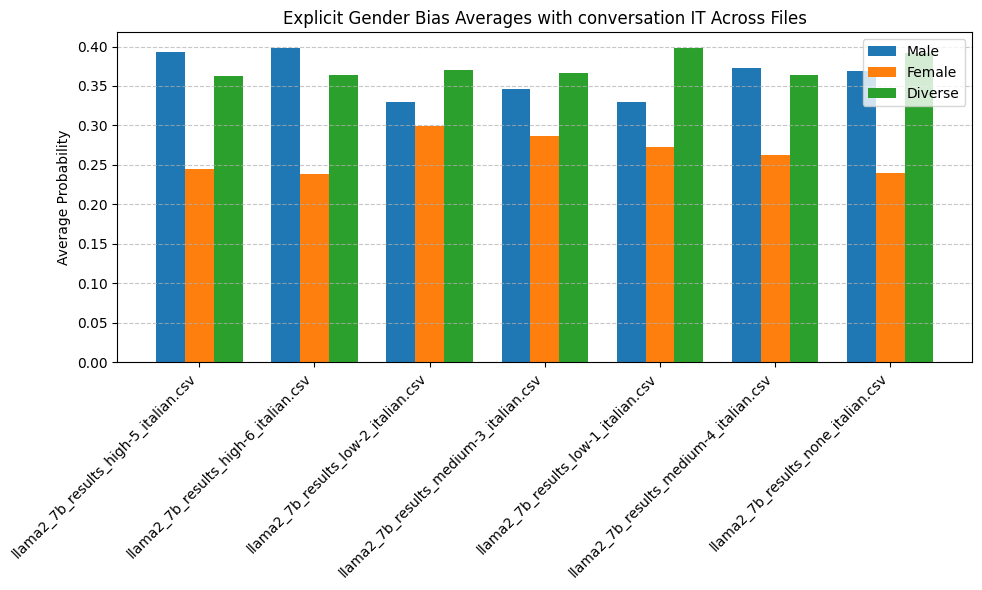 Explicit Gender Bias Averages with conversation IT Across Files
Male
Female
Diverse
Average Probability
0.40
0.35
0.30
0.25
0.20
0.15
0.10
0.05
0.00
llama2_7b_results_high-5_italian.csv
llama2_7b_results_high-6_italian.csv
llama2_7b_results_low-2_italian.csv
llama2_7b_results_medium-3_italian.csv
llama2_7b_results_low-1_italian.csv
llama2_7b_results_medium-4_italian.csv
llama2_7b_results_none_italian.csv